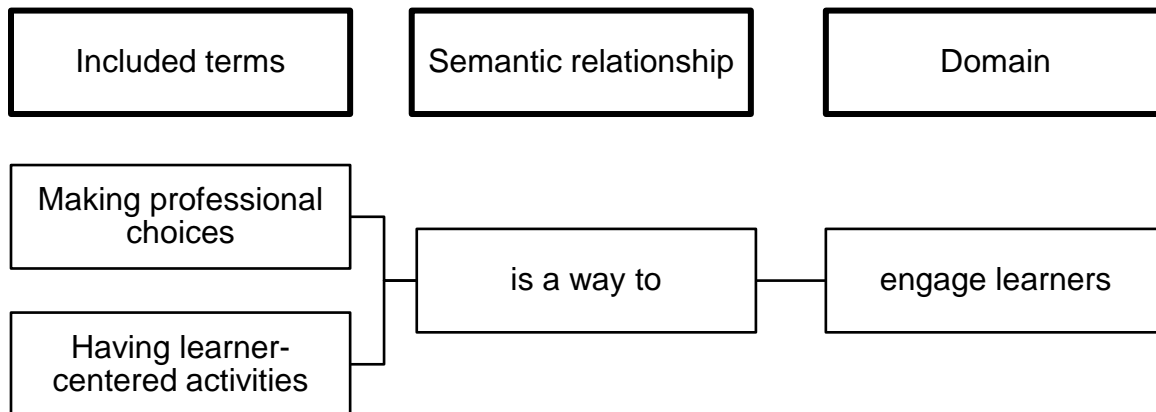 Included terms
Semantic relationship
Domain
Making professional
choices
is a way to
engage learners
Having learner-
centered activities